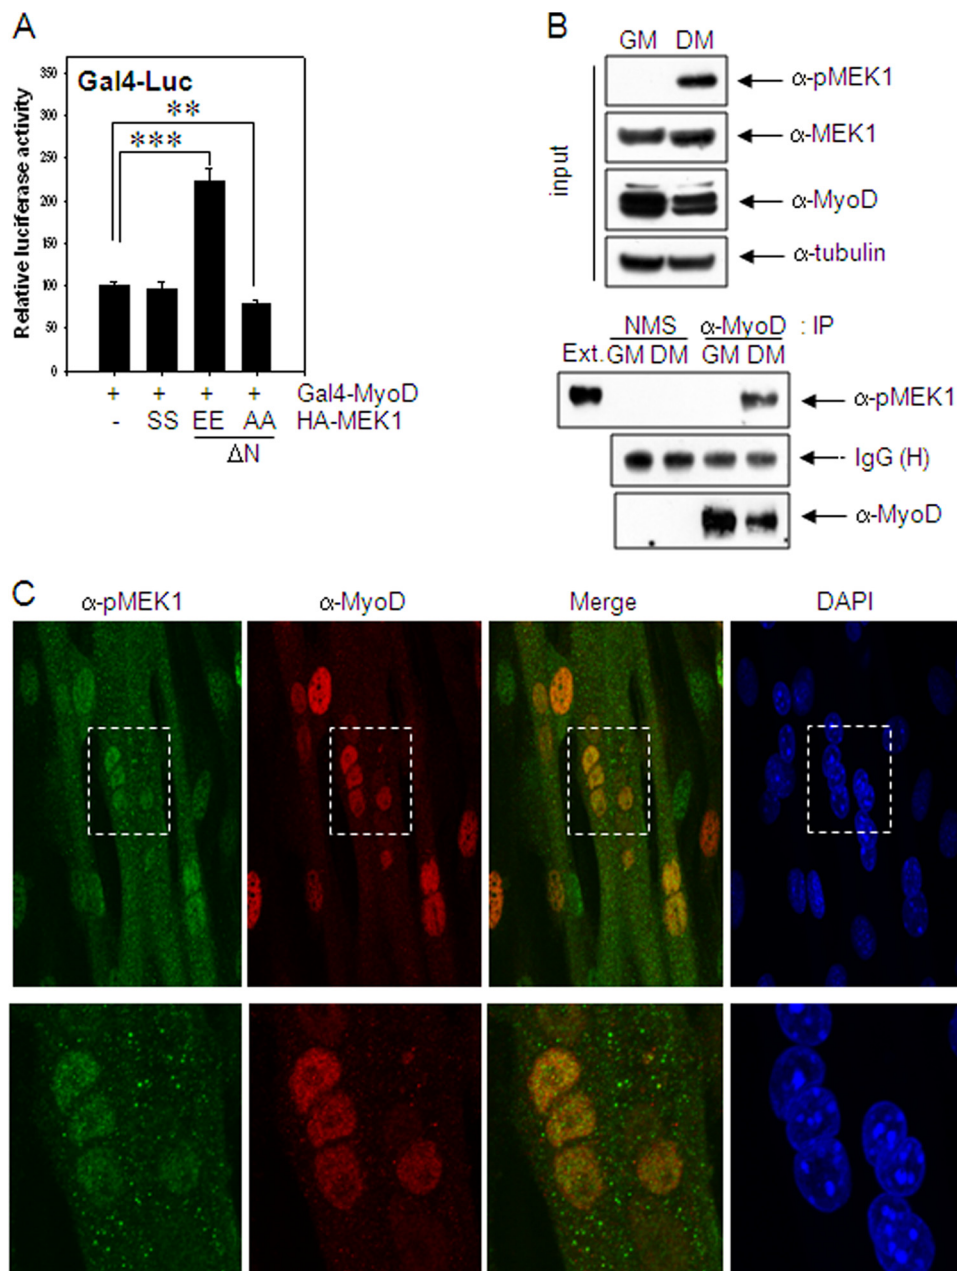 A
Gal4-Luc
**
***
Relative luciferase activity
350
300
250
200
150
100
50
0
+ + + + Gal4-MyoD
- SS EE AA HA-MEK1
ΔN
B
GM DM
input
α-pMEK1
α-MEK1
α-MyoD
α-tubulin
NMS α-MyoD : IP
Ext. GM DM GM DM
α-pMEK1
IgG (H)
α-MyoD
C
α-pMEK1 α-MyoD Merge DAPI